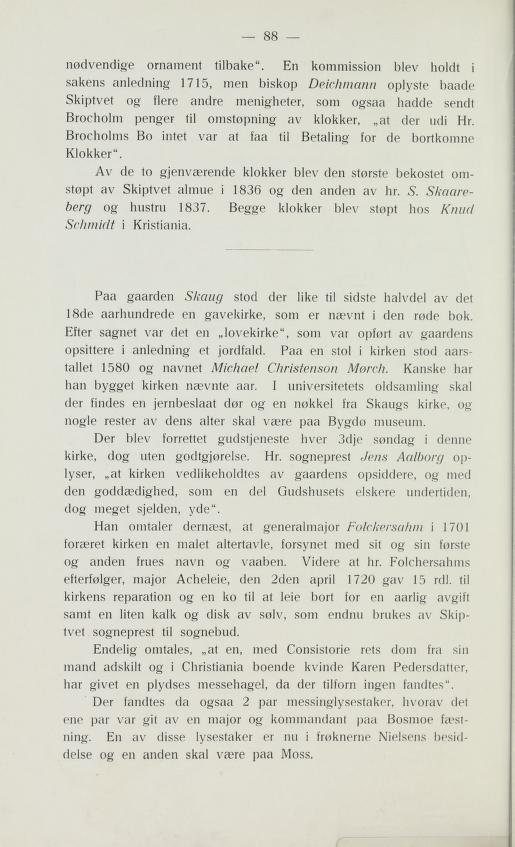 — 88 —
nødvendige ornament tilbake“. En kommission blev holdt i
sakens anledning 1715, men biskop Deichmann oplyste baade
Skiptvet og flere andre menigheter, som ogsaa hadde sendt
Brocholm penger til omstøpning av klokker, „at der udi Hr.
Brocholms Bo intet var at faa til Betaling for de bortkomne
Klokker“.
Av de to gjenværende klokker blev den største bekostet om-
støpt av Skiptvet almue i 1836 og den anden av hr. S. Skaare-
berg og hustru 1837. Begge klokker blev støpt hos Knud
Schmidt i Kristiania.
Paa gaarden Skaug stod der like til sidste halvdel av det
18de aarhundrede en gavekirke, som er nævnt i den røde bok.
Efter sagnet var det en „lovekirke“, som var opført av gaardens
opsittere i anledning et jordfald. Paa en stol i kirken stod aars-
tallet 1580 og navnet Michael Christenson Mørch. Kanske har
han bygget kirken nævnte aar. I universitetets oldsamling skal
der findes en jernbeslaat dør og en nøkkel fra Skaugs kirke, og
nogle rester av dens alter skal være paa Bygdø museum.
Der blev forrettet gudstjeneste hver 3dje søndag i denne
kirke, dog uten godtgjørelse. Hr. sogneprest Jens Aalborg op-
lyser, „at kirken vedlikeholdtes av gaardens opsiddere, og med
den goddædighed, som en del Gudshusets elskere undertiden,
dog meget sjelden, yde“.
Han omtaler dernæst, at generalmajor Folckersahm i 1701
foræret kirken en malet altertavle, forsynet med sit og sin første
og anden frues navn og vaaben. Videre at hr. Folchersahms
efterfølger, major Acheleie, den 2den april 1720 gav 15 rdl. til
kirkens reparation og en ko til at leie bort for en aarlig avgift
samt en liten kalk og disk av sølv, som endnu brukes av Skip-
tvet sogneprest til sognebud.
Endelig omtales, „at en, med Consistorie rets dom fra sin
mand adskilt og i Christiania boende kvinde Karen Pedersdatter,
har givet en plydses messehagel, da der tilforn ingen fandtes“.
Der fandtes da ogsaa 2 par messinglysestaker, hvorav det
ene par var git av en major og kommandant paa Bosmoe fæst-
ning. En av disse lysestaker er nu i frøknerne Nielsens besid-
delse og en anden skal være paa Moss.